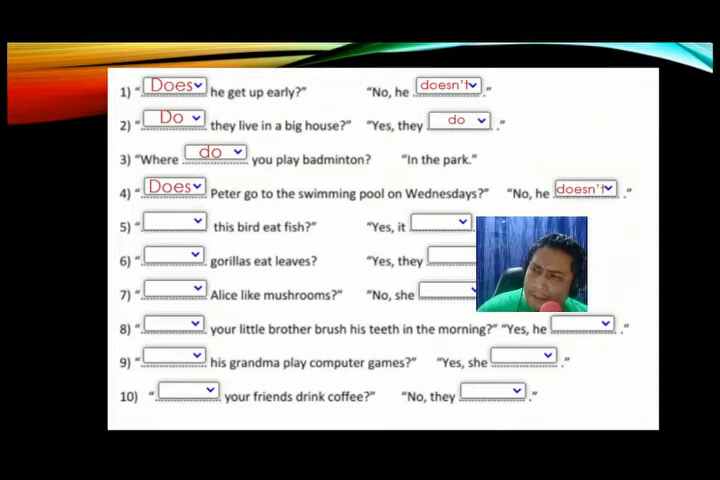 1) “ Does he get up early?” “No, he doesn't .”
2) “ Do they live in a big house?” “Yes, they do .”
3) “Where do you play badminton? “In the park.”
4) “ Does Peter go to the swimming pool on Wednesdays?” “No, he doesn't .”
5) “ this bird eat fish?” “Yes, it
6) “ gorillas eat leaves? “Yes, they
7) “ Alice like mushrooms?” “No, she
8) “ your little brother brush his teeth in the morning?” “Yes, he .”
9) “ his grandma play computer games?” “Yes, she .”
10) “ your friends drink coffee?” “No, they .”